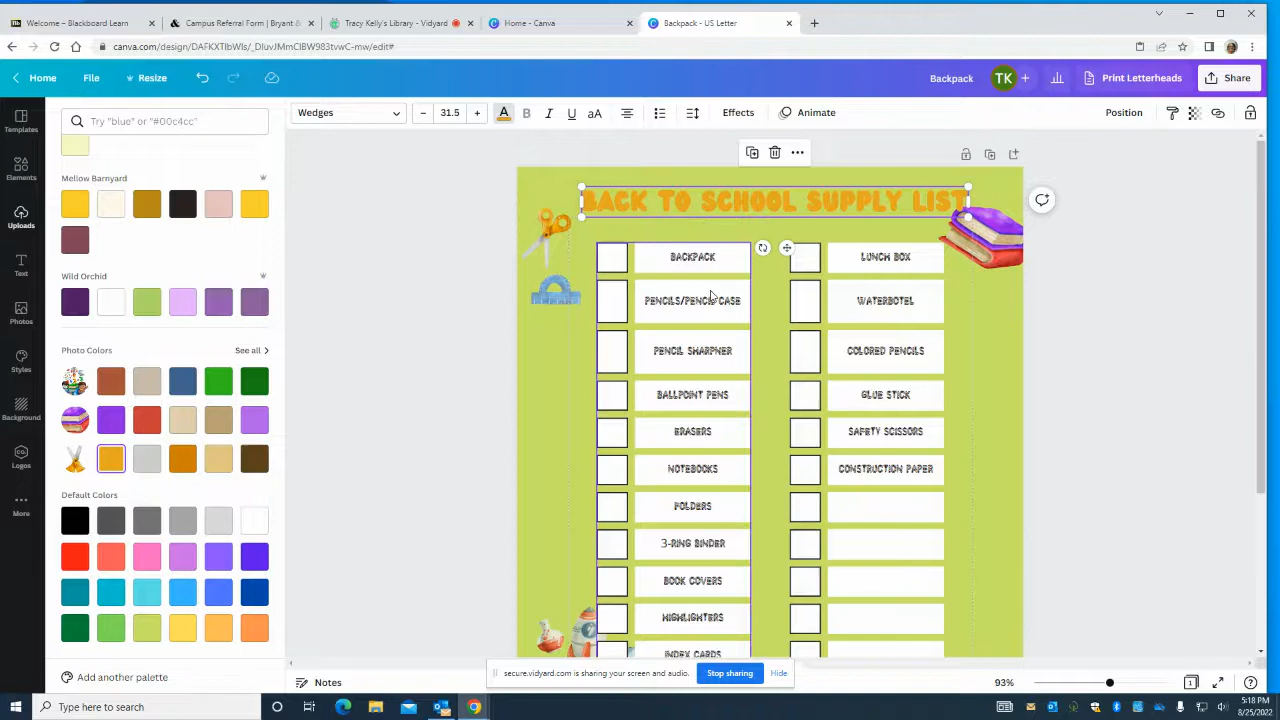 Welcome – Blackboard Learn
Campus Referral Form | Bryant &
Tracy Kelly's Library - Vidyard
Home - Canva
Backpack - US Letter
canva.com/design/DAFKXTIbWIs/_DIuvJMmCIBW983tvwC-mw/edit#
Home
File
Resize
Backpack
TK
Print Letterheads
Share
Templates
Elements
Uploads
Text
Photos
Styles
Background
Logos
More
Try "blue" or "#00c4cc"
Mellow Barnyard
Wild Orchid
Photo Colors
See all
Default Colors
Add another palette
Wedges
– 31.5 +
A B I U aA
Effects
Animate
Position
BACK TO SCHOOL SUPPLY LIST
BACKPACK
LUNCH BOX
PENCILS/PENCIL CASE
WATERBOTEL
PENCIL SHARPNER
COLORED PENCILS
BALLPOINT PENS
GLUE STICK
ERASERS
SAFETY SCISSORS
NOTEBOOKS
CONSTRUCTION PAPER
FOLDERS
3-RING BINDER
BOOK COVERS
HIGHLIGHTERS
INDEX CARDS
secure.vidyard.com is sharing your screen and audio.
Stop sharing
Hide
Notes
93%
1
Type here to search
5:18 PM
8/25/2022